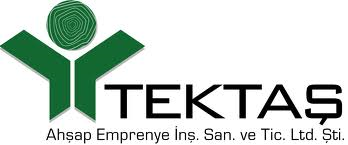 TEKTAŞ
Ahşap Emprenye İnş. San. ve Tic. Ltd. Şti.